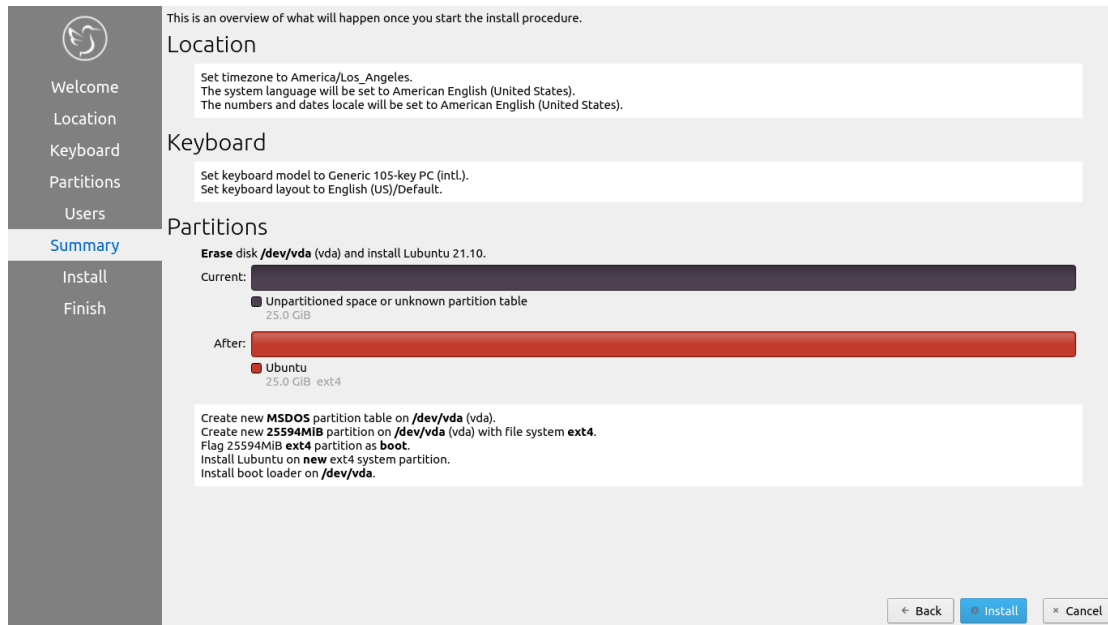 This is an overview of what will happen once you start the install procedure.
Welcome
Location
Keyboard
Partitions
Users
Summary
Install
Finish
Location
Set timezone to America/Los_Angeles.
The system language will be set to American English (United States).
The numbers and dates locale will be set to American English (United States).
Keyboard
Set keyboard model to Generic 105-key PC (intl.).
Set keyboard layout to English (US)/Default.
Partitions
Erase disk /dev/vda (vda) and install Lubuntu 21.10.
Current:
Unpartitioned space or unknown partition table
25.0 GiB
After:
Ubuntu
25.0 GiB ext4
Create new MSDOS partition table on /dev/vda (vda).
Create new 25594MiB partition on /dev/vda (vda) with file system ext4.
Flag 25594MiB ext4 partition as boot.
Install Lubuntu on new ext4 system partition.
Install boot loader on /dev/vda.
Back Install Cancel